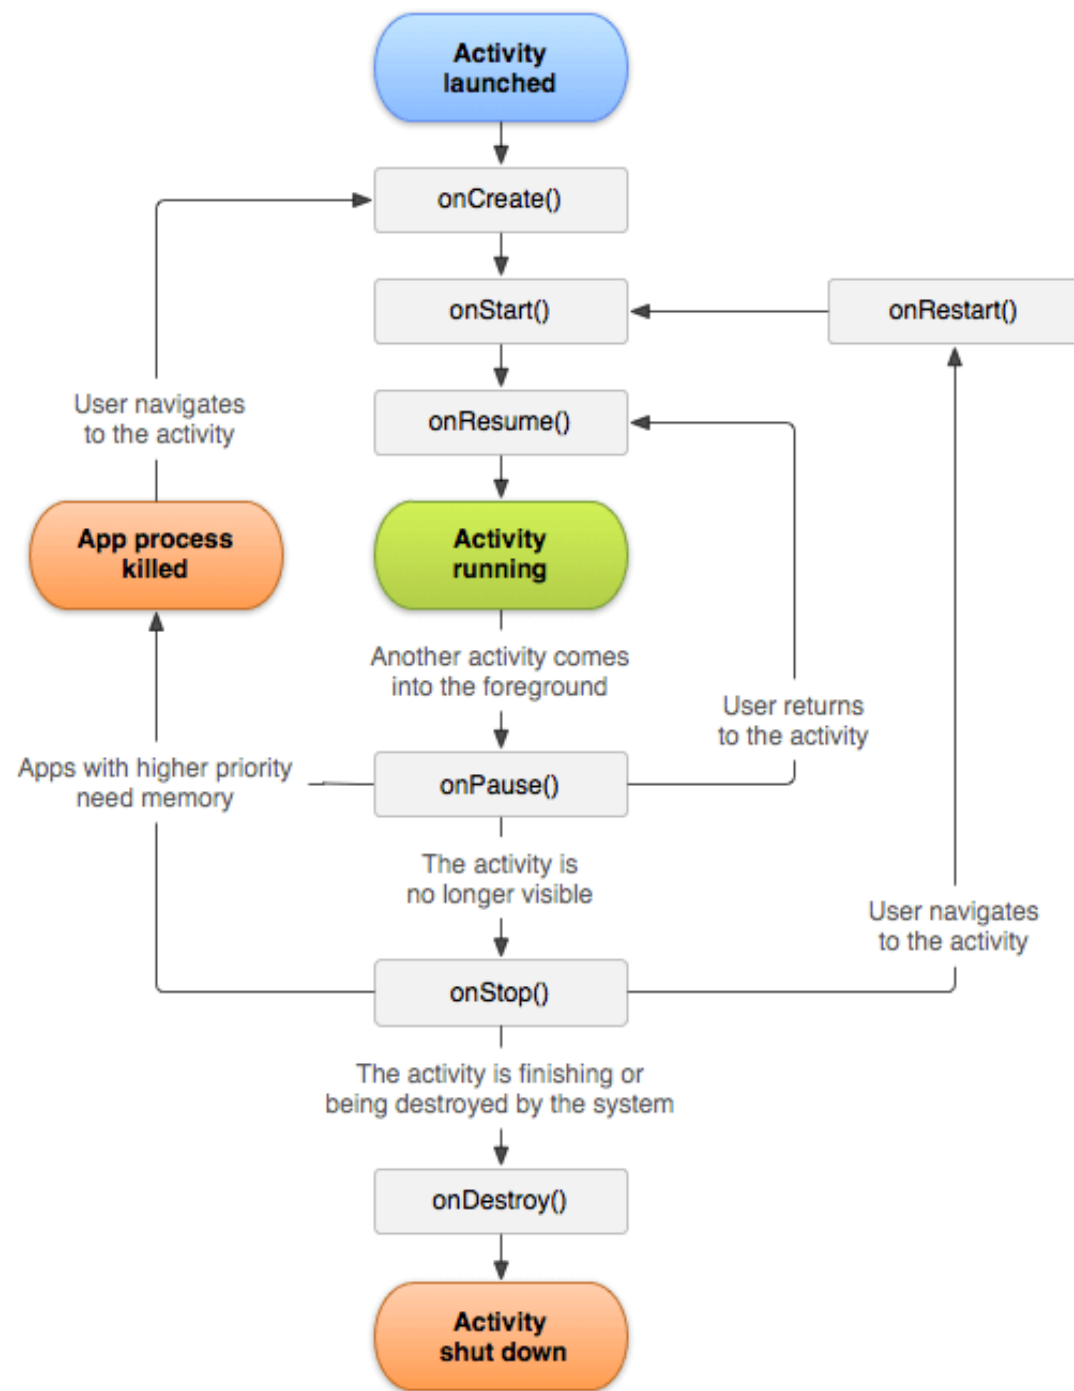 Activity
launched
onCreate()
onStart()
onRestart()
User navigates
to the activity
onResume()
App process
killed
Activity
running
Another activity comes
into the foreground
User returns
to the activity
Apps with higher priority
need memory
onPause()
The activity is
no longer visible
User navigates
to the activity
onStop()
The activity is finishing or
being destroyed by the system
onDestroy()
Activity
shut down